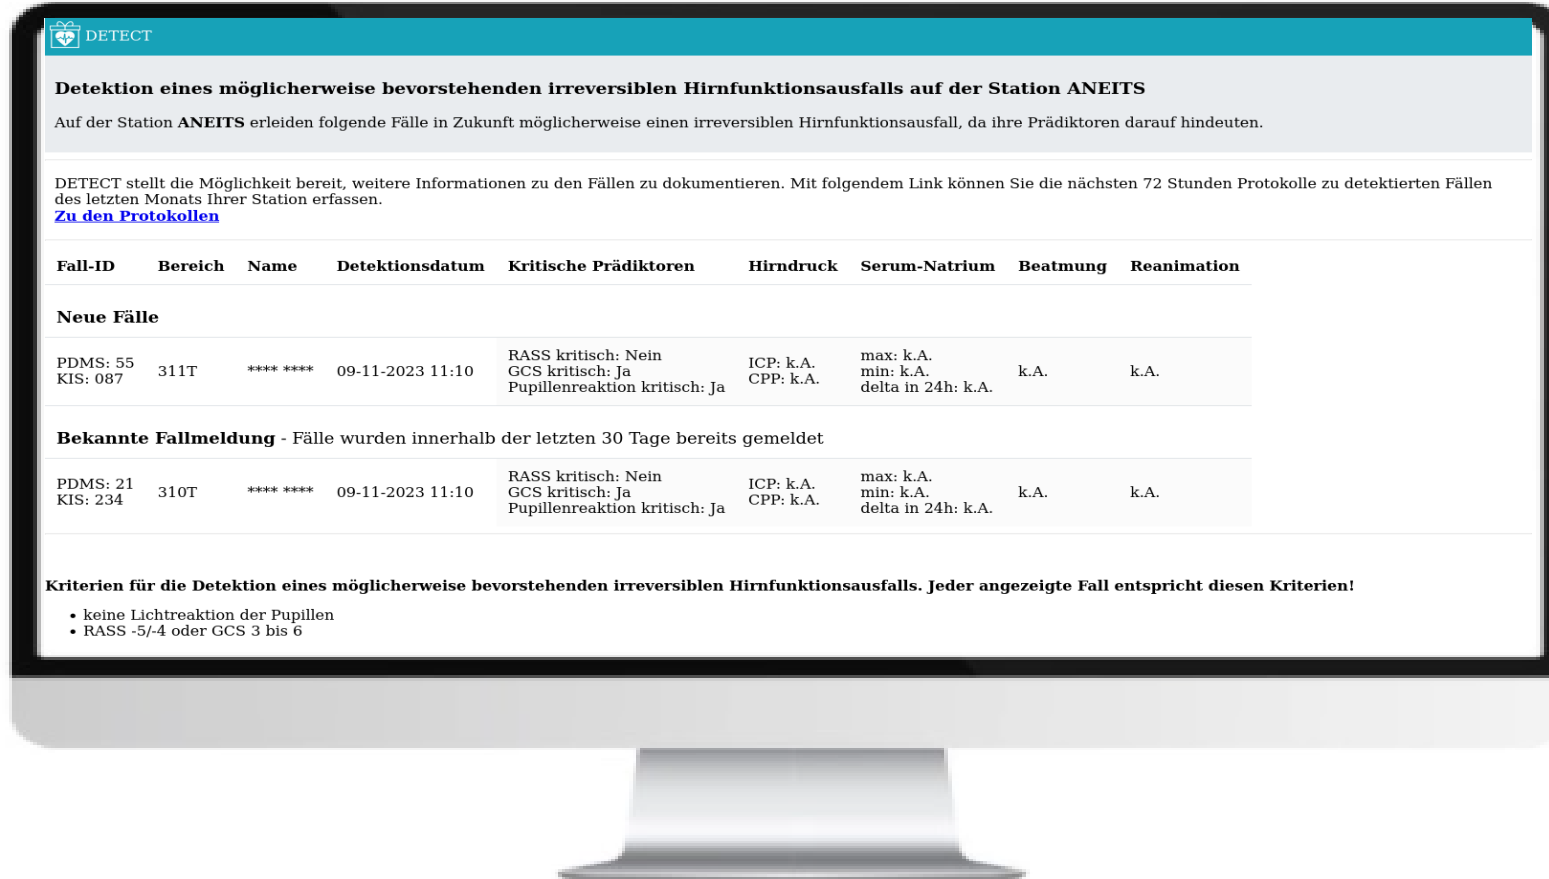 DETECT
Detektion eines möglicherweise bevorstehenden irreversiblen Hirnfunktionsausfalls auf der Station ANEITS
Auf der Station ANEITS erleiden folgende Fälle in Zukunft möglicherweise einen irreversiblen Hirnfunktionsausfall, da ihre Prädiktoren darauf hindeuten.
DETECT stellt die Möglichkeit bereit, weitere Informationen zu den Fällen zu dokumentieren. Mit folgendem Link können Sie die nächsten 72 Stunden Protokolle zu detektierten Fällen
des letzten Monats Ihrer Station erfassen.
Zu den Protokollen
Fall-ID Bereich Name Detektionsdatum Kritische Prädiktoren Hirndruck Serum-Natrium Beatmung Reanimation
Neue Fälle
PDMS: 55
KIS: 087
311T
**** ****
09-11-2023 11:10
RASS kritisch: Nein
GCS kritisch: Ja
Pupillenreaktion kritisch: Ja
ICP: k.A.
CPP: k.A.
max: k.A.
min: k.A.
delta in 24h: k.A.
k.A.
k.A.
Bekannte Fallmeldung - Fälle wurden innerhalb der letzten 30 Tage bereits gemeldet
PDMS: 21
KIS: 234
310T
**** ****
09-11-2023 11:10
RASS kritisch: Nein
GCS kritisch: Ja
Pupillenreaktion kritisch: Ja
ICP: k.A.
CPP: k.A.
max: k.A.
min: k.A.
delta in 24h: k.A.
k.A.
k.A.
Kriterien für die Detektion eines möglicherweise bevorstehenden irreversiblen Hirnfunktionsausfalls. Jeder angezeigte Fall entspricht diesen Kriterien!
• keine Lichtreaktion der Pupillen
• RASS -5/-4 oder GCS 3 bis 6